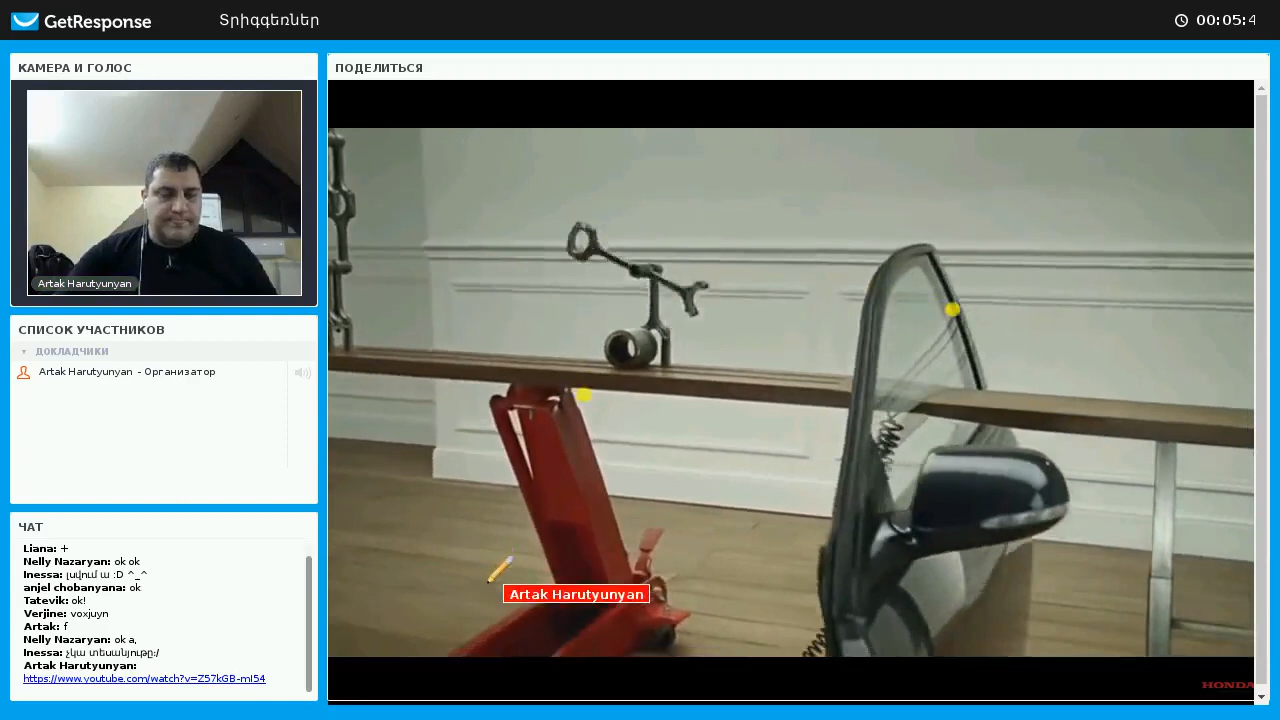 GetResponse
Տրիգգեռներ
00:05:4
КАМЕРА И ГОЛОС
Artak Harutyunyan
СПИСОК УЧАСТНИКОВ
ДОКЛАДЧИКИ
Artak Harutyunyan - Организатор
ЧАТ
Liana: +
Nelly Nazaryan: ok ok
Inessa: լսվում ա :D ^_^
anjel chobanyana: ok
Tatevik: ok!
Verjine: voxjuyn
Artak: f
Nelly Nazaryan: ok a,
Inessa: չկա տեսանյութը:/
Artak Harutyunyan:
https://www.youtube.com/watch?v=Z57kGB-mI54
ПОДЕЛИТЬСЯ
Artak Harutyunyan
HONDA